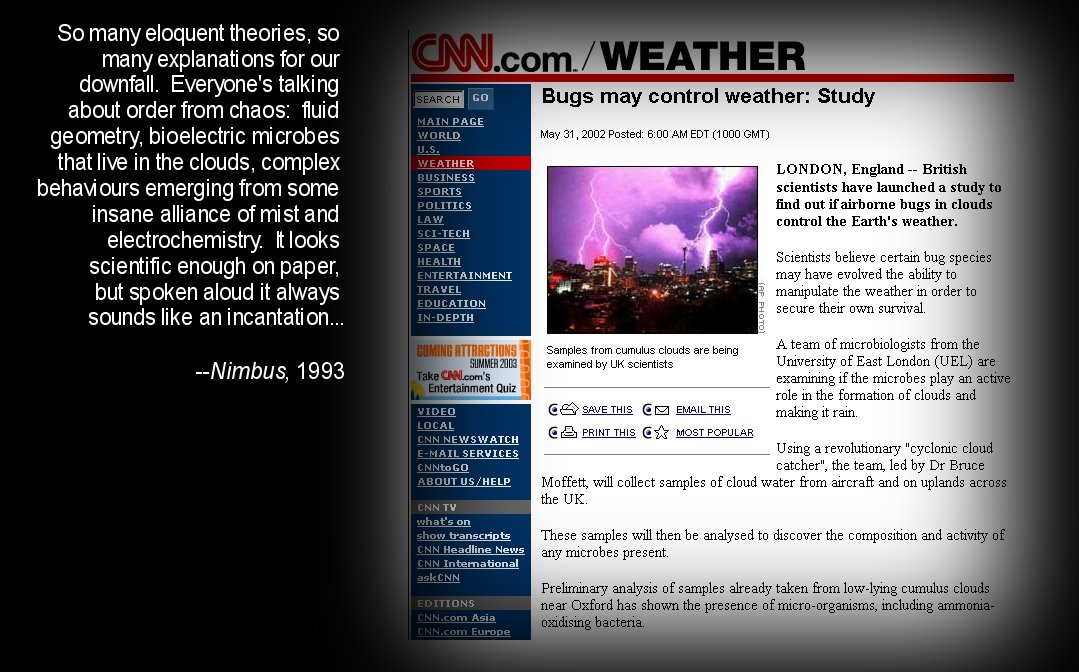 So many eloquent theories, so
many explanations for our
downfall. Everyone's talking
about order from chaos: fluid
geometry, bioelectric microbes
that live in the clouds, complex
behaviours emerging from some
insane alliance of mist and
electrochemistry. It looks
scientific enough on paper,
but spoken aloud it always
sounds like an incantation...
--Nimbus, 1993
CNN.com / WEATHER
SEARCH GO
MAIN PAGE
WORLD
U.S.
WEATHER
BUSINESS
SPORTS
POLITICS
LAW
SCI-TECH
SPACE
HEALTH
ENTERTAINMENT
TRAVEL
EDUCATION
IN-DEPTH
COMING ATTRACTIONS
SUMMER 2003
Take CNN.com's
Entertainment Quiz
VIDEO
LOCAL
CNN NEWSWATCH
E-MAIL SERVICES
CNNtoGO
ABOUT US/HELP
CNN TV
what's on
show transcripts
CNN Headline News
CNN International
askCNN
EDITIONS
CNN.com Asia
CNN.com Europe
Bugs may control weather: Study
May 31, 2002 Posted: 6:00 AM EDT (1000 GMT)
(AP PHOTO)
Samples from cumulus clouds are being
examined by UK scientists
SAVE THIS EMAIL THIS
PRINT THIS MOST POPULAR
LONDON, England -- British
scientists have launched a study to
find out if airborne bugs in clouds
control the Earth's weather.
Scientists believe certain bug species
may have evolved the ability to
manipulate the weather in order to
secure their own survival.
A team of microbiologists from the
University of East London (UEL) are
examining if the microbes play an active
role in the formation of clouds and
making it rain.
Using a revolutionary "cyclonic cloud
catcher", the team, led by Dr Bruce
Moffett, will collect samples of cloud water from aircraft and on uplands across
the UK.
These samples will then be analysed to discover the composition and activity of
any microbes present.
Preliminary analysis of samples already taken from low-lying cumulus clouds
near Oxford has shown the presence of micro-organisms, including ammonia-
oxidising bacteria.